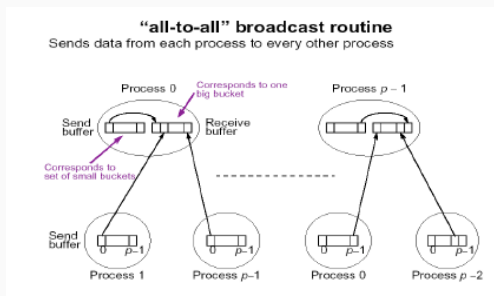 “all-to-all” broadcast routine
Sends data from each process to every other process
Process 0
Corresponds to one
big bucket
Process p – 1
Send
buffer
Receive
buffer
Corresponds to
set of small buckets
Send
buffer
0 p–1
0 p–1
0 p–1
0 p–1
Process 1
Process p–1
Process 0
Process p –2